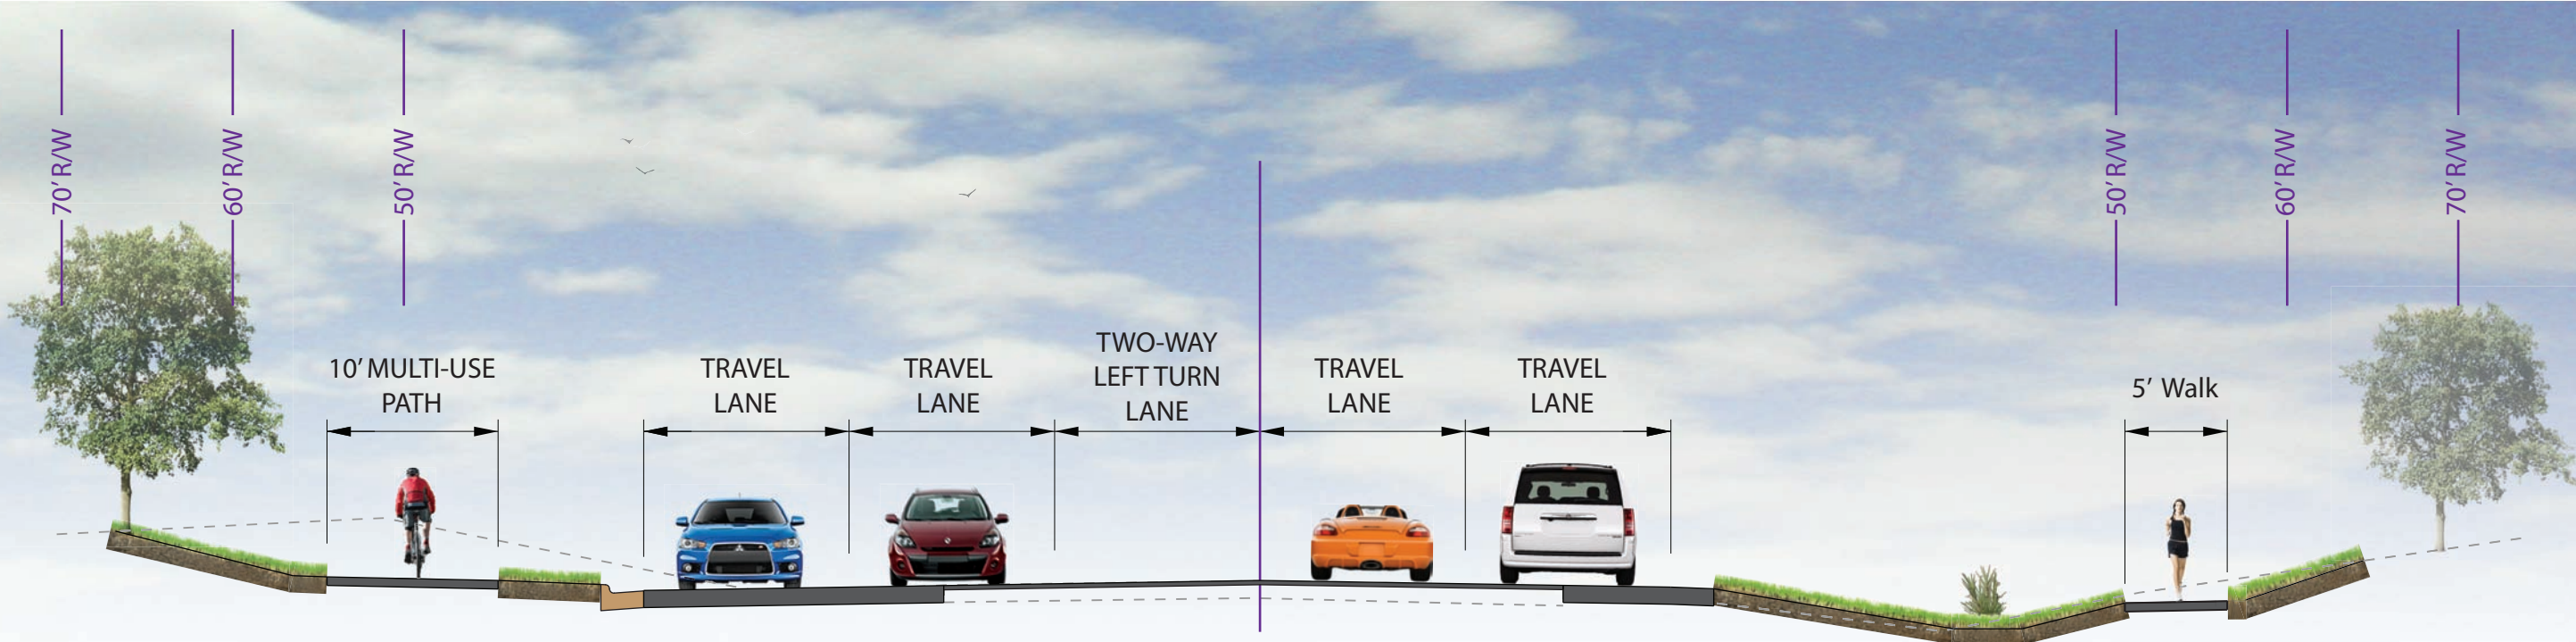 70' R/W
60' R/W
50' R/W
10' MULTI-USE
PATH
TRAVEL
LANE
TRAVEL
LANE
TWO-WAY
LEFT TURN
LANE
TRAVEL
LANE
TRAVEL
LANE
5' Walk
50' R/W
60' R/W
70' R/W